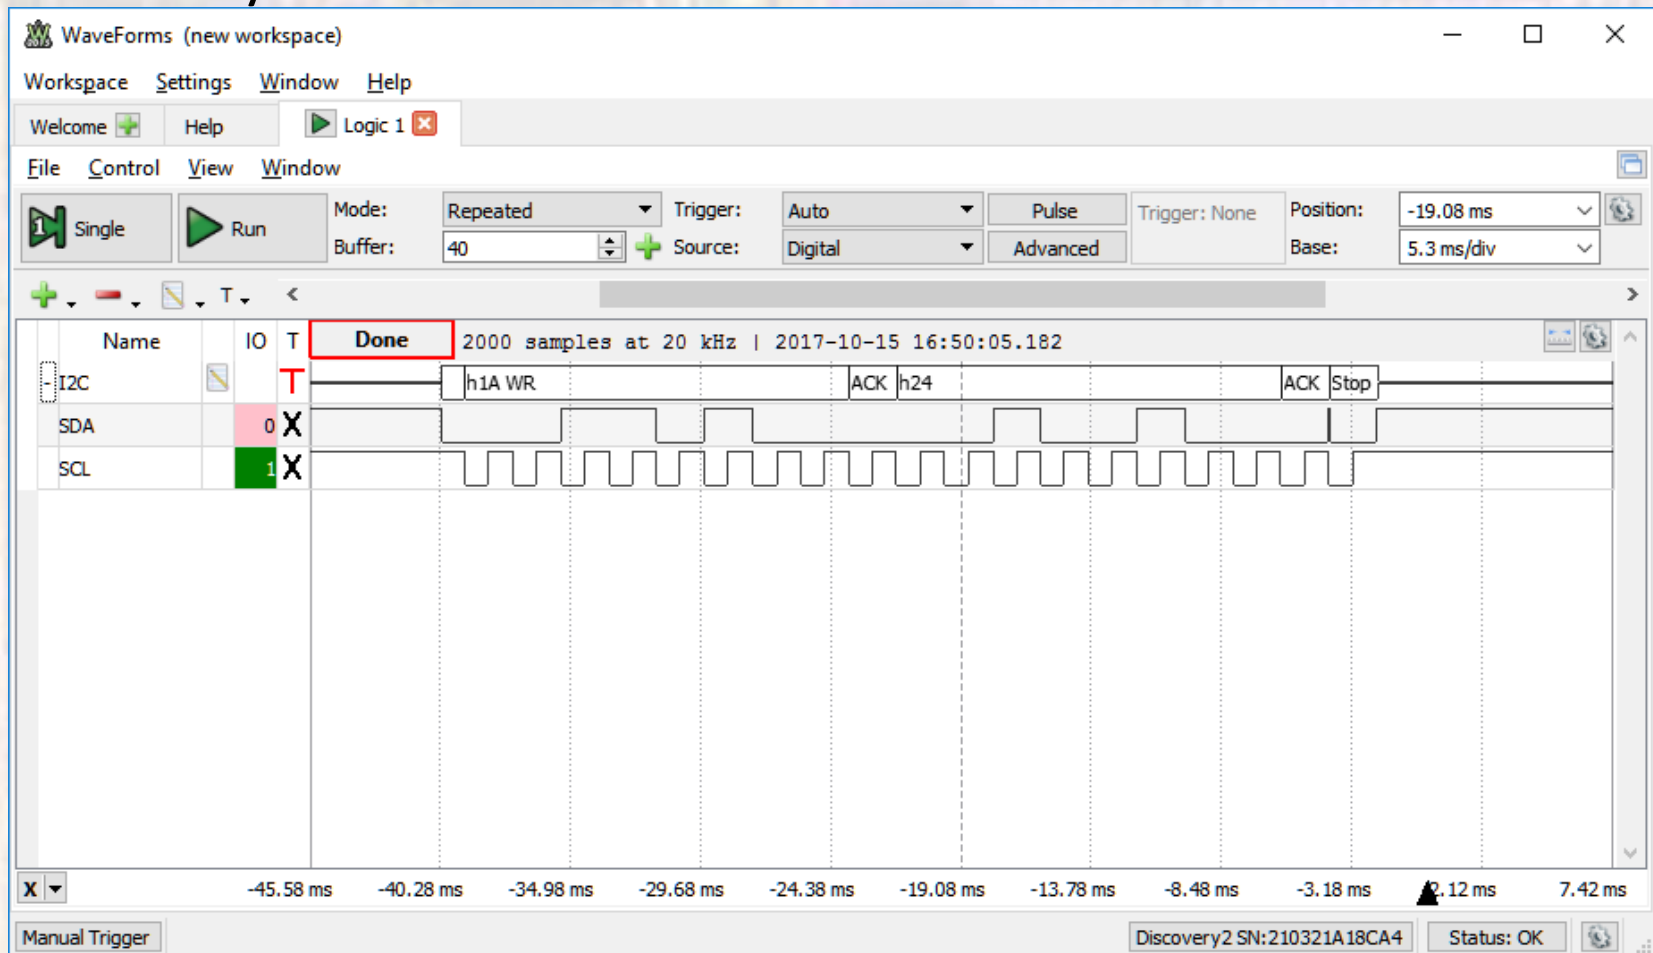 WaveForms (new workspace)
Workspace Settings Window Help
Welcome Help Logic 1
File Control View Window
Single Run Mode: Repeated Trigger: Auto Pulse Trigger: None Position: -19.08 ms
Buffer: 40 Source: Digital Advanced Base: 5.3 ms/div
T
Name IO T Done 2000 samples at 20 kHz | 2017-10-15 16:50:05.182
I2C T h1A WR ACK h24 ACK Stop
SDA 0 X
SCL 1 X
X -45.58 ms -40.28 ms -34.98 ms -29.68 ms -24.38 ms -19.08 ms -13.78 ms -8.48 ms -3.18 ms 2.12 ms 7.42 ms
Manual Trigger Discovery2 SN:210321A18CA4 Status: OK